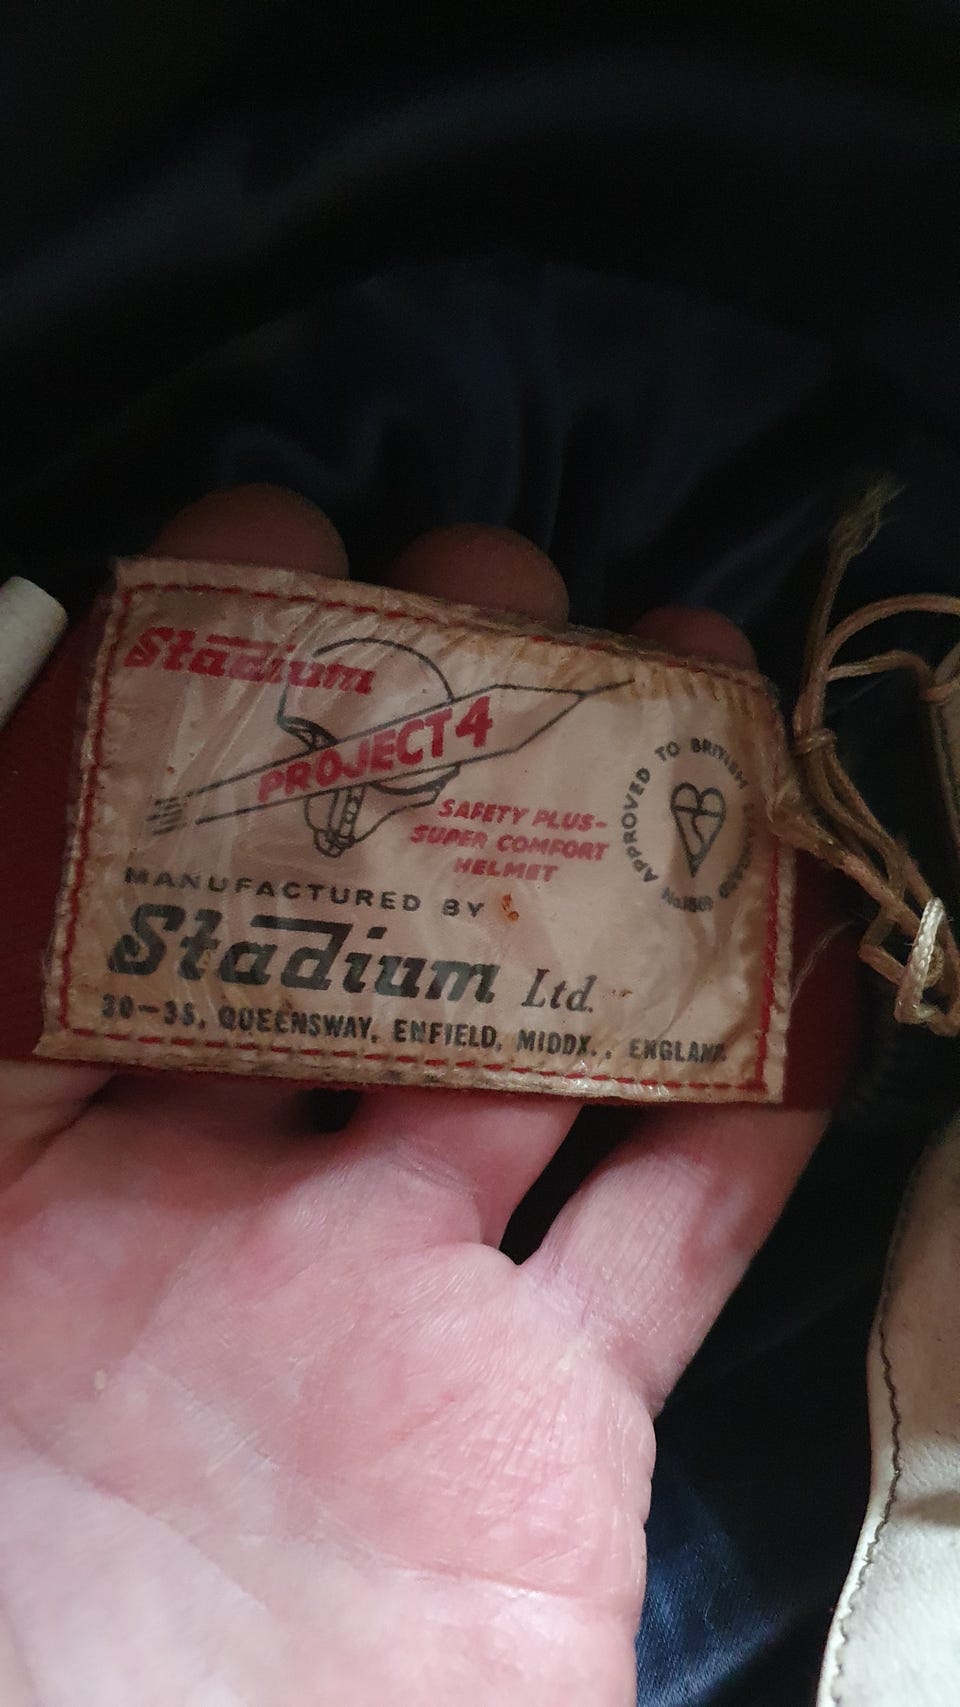 Stadium
PROJECT 4
SAFETY PLUS-
SUPER COMFORT
HELMET
APPROVED TO BRITISH STANDARD
MANUFACTURED BY
Stadium Ltd.
30-35, QUEENSWAY, ENFIELD, MIDDX., ENGLAND